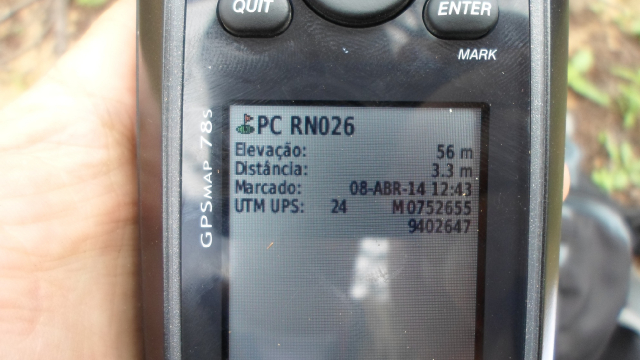 QUIT
ENTER
MARK
GPSMAP 78s
PC RN026
Elevação: 56 m
Distância: 3.3 m
Marcado: 08-ABR-14 12:43
UTM UPS: 24 M 0752655
9402647